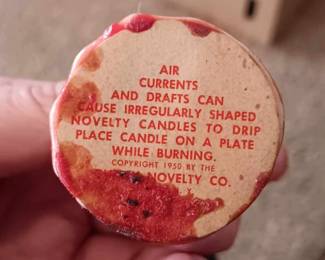 AIR
CURRENTS
AND DRAFTS CAN
CAUSE IRREGULARLY SHAPED
NOVELTY CANDLES TO DRIP
PLACE CANDLE ON A PLATE
WHILE BURNING.
COPYRIGHT 1950 BY THE
NOVELTY CO.
Y.